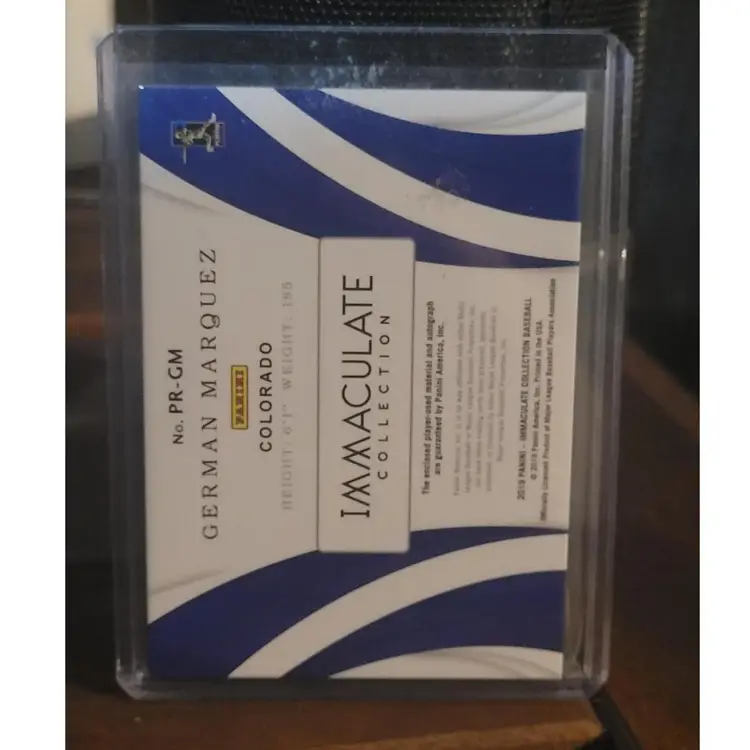 No. PR-GM
GERMAN MARQUEZ
PANINI
COLORADO
HEIGHT: 6'1" WEIGHT: 185
IMMACULATE
COLLECTION
The enclosed player-used material and autograph
are guaranteed by Panini America, Inc.
2019 PANINI - IMMACULATE COLLECTION BASEBALL
© 2019 Panini America, Inc. Printed in the USA.
Officially Licensed Product of Major League Baseball Players Association